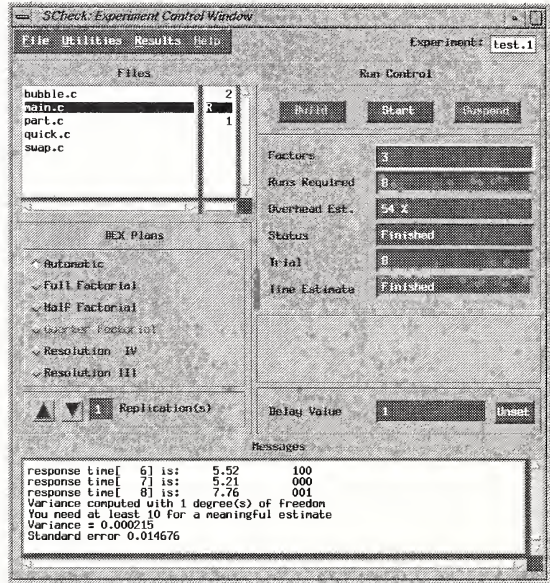 SCheck: Experiment Control Window
File Utilities Results Help
Experiment: test.1
Files
bubble.c 2
main.c X
part.c 1
quick.c
swap.c
Run Control
Build Start Suspend
Factors 3
Runs Required 8
Overhead Est. 54 %
Status Finished
Trial 8
Time Estimate Finished
DEX Plans
Automatic
Full Factorial
Half Factorial
Quarter Factorial
Resolution IV
Resolution III
1 Replication(s)
Delay Value 1 Unset
Messages
response time[ 6] is: 5.52 100
response time[ 7] is: 5.21 000
response time[ 8] is: 7.76 001
Variance computed with 1 degree(s) of freedom
You need at least 10 for a meaningful estimate
Variance = 0.000215
Standard error 0.014676